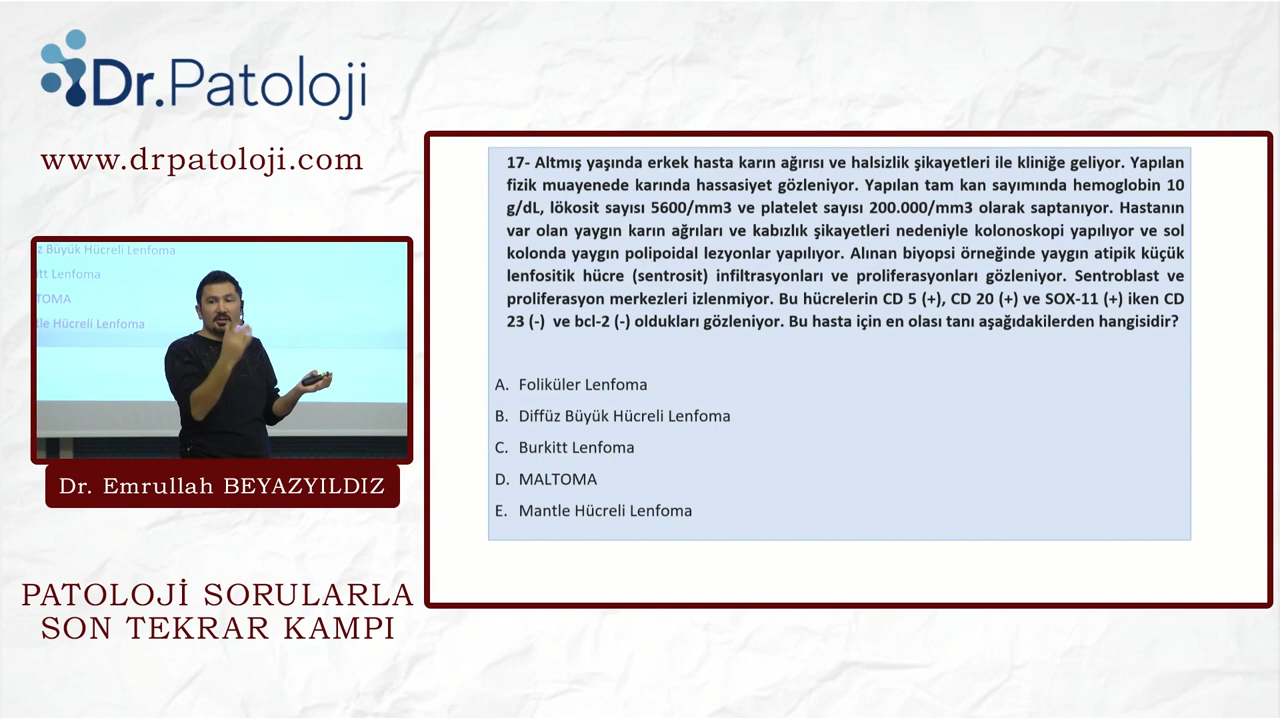 Dr.Patoloji
www.drpatoloji.com
z Büyük Hücreli Lenfoma
itt Lenfoma
TOMA
tle Hücreli Lenfoma
Dr. Emrullah BEYAZYILDIZ
PATOLOJİ SORULARLA
SON TEKRAR KAMPI
17- Altmış yaşında erkek hasta karın ağırısı ve halsizlik şikayetleri ile kliniğe geliyor. Yapılan
fizik muayenede karında hassasiyet gözleniyor. Yapılan tam kan sayımında hemoglobin 10
g/dL, lökosit sayısı 5600/mm3 ve platelet sayısı 200.000/mm3 olarak saptanıyor. Hastanın
var olan yaygın karın ağrıları ve kabızlık şikayetleri nedeniyle kolonoskopi yapılıyor ve sol
kolonda yaygın polipoidal lezyonlar yapılıyor. Alınan biyopsi örneğinde yaygın atipik küçük
lenfositik hücre (sentrosit) infiltrasyonları ve proliferasyonları gözleniyor. Sentroblast ve
proliferasyon merkezleri izlenmiyor. Bu hücrelerin CD 5 (+), CD 20 (+) ve SOX-11 (+) iken CD
23 (-) ve bcl-2 (-) oldukları gözleniyor. Bu hasta için en olası tanı aşağıdakilerden hangisidir?
A. Foliküler Lenfoma
B. Diffüz Büyük Hücreli Lenfoma
C. Burkitt Lenfoma
D. MALTOMA
E. Mantle Hücreli Lenfoma